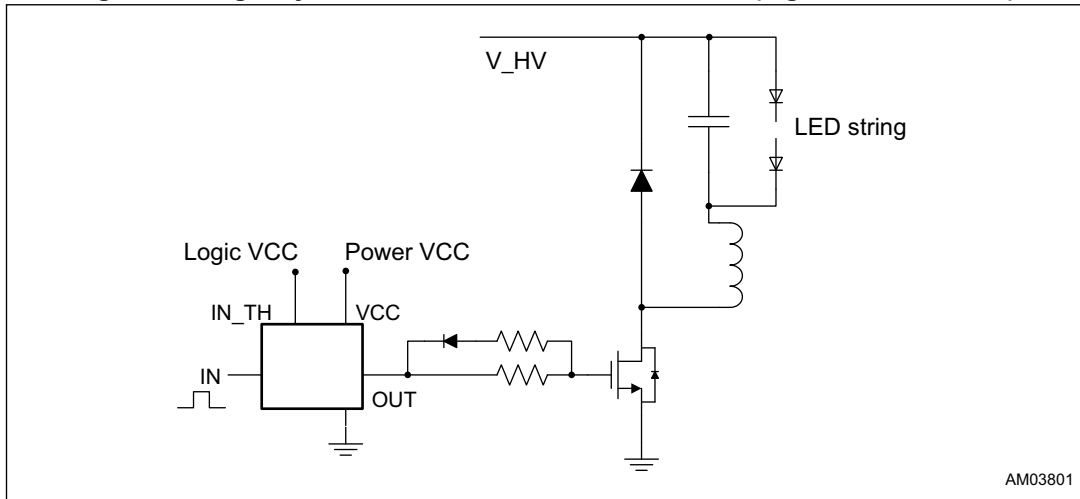 V_HV
LED string
Logic VCC
Power VCC
IN_TH
VCC
IN
OUT
AM03801